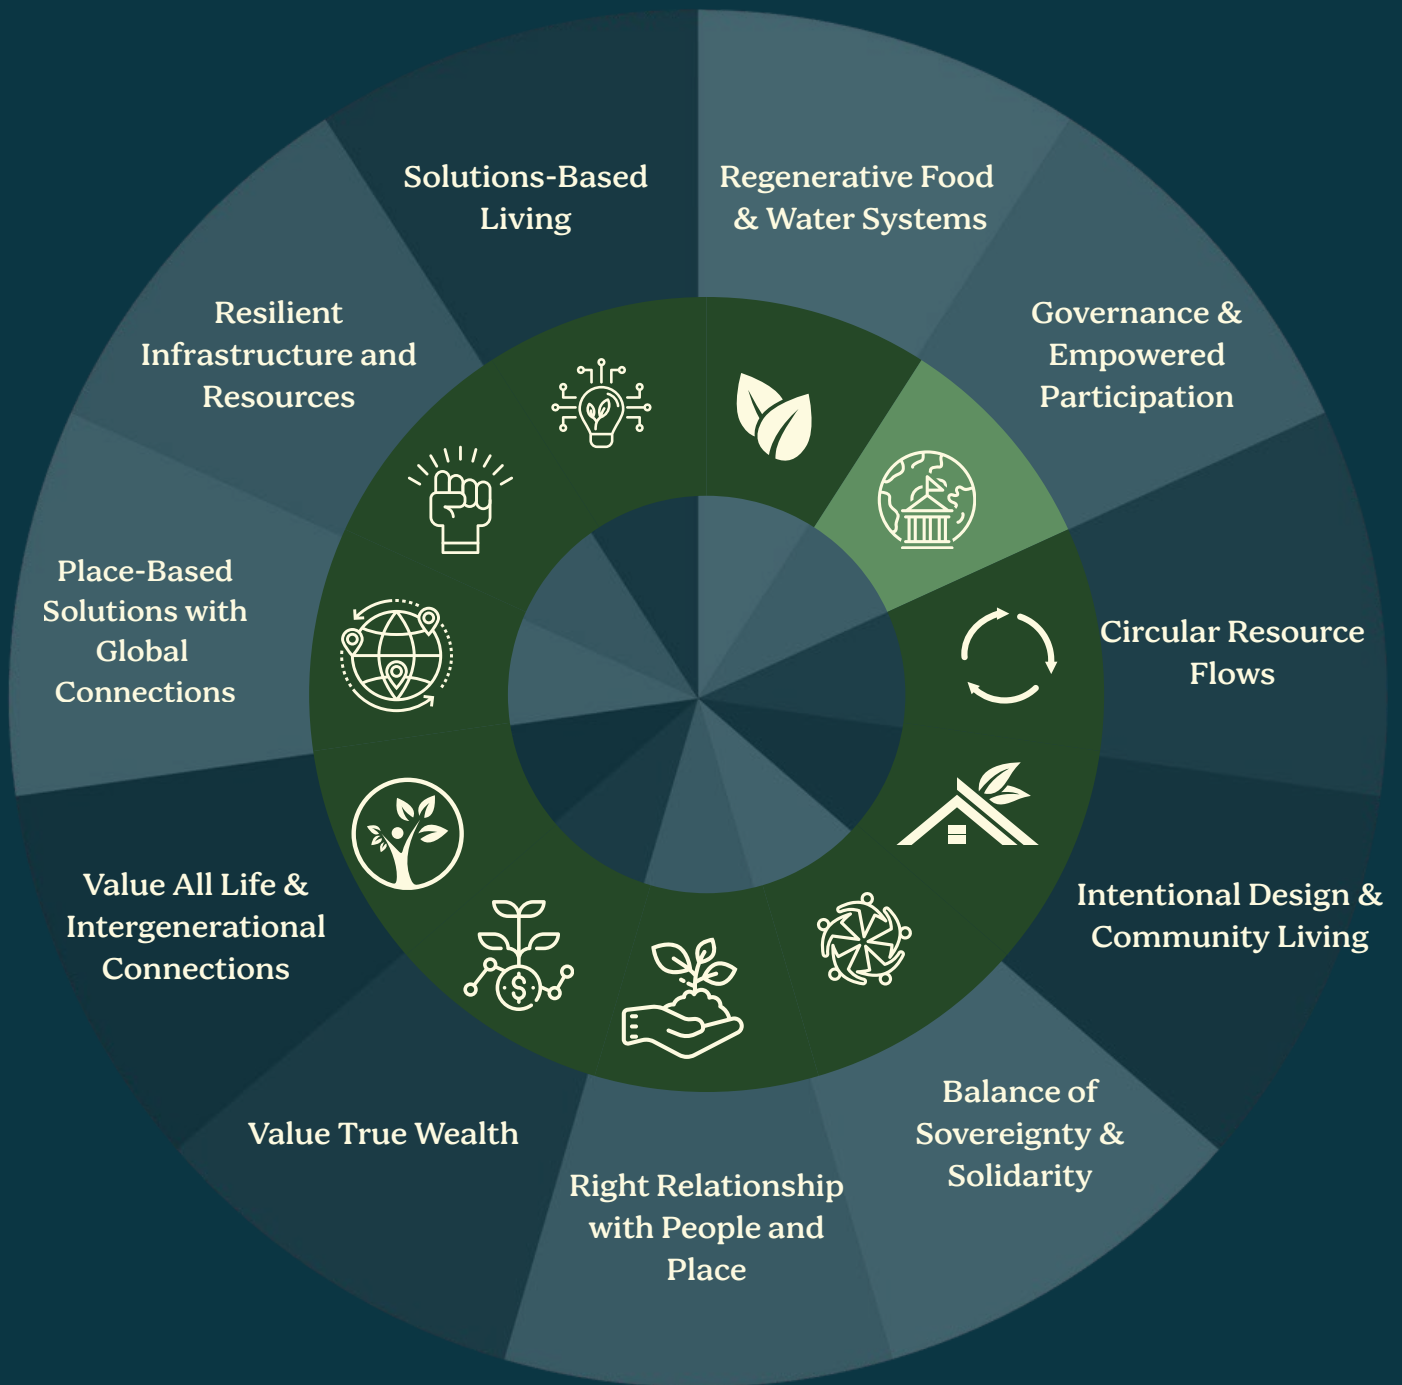 Solutions-Based
Living
Regenerative Food
& Water Systems
Governance &
Empowered
Participation
Circular Resource
Flows
Intentional Design &
Community Living
Balance of
Sovereignty &
Solidarity
Right Relationship
with People and
Place
Value True Wealth
Value All Life &
Intergenerational
Connections
Place-Based
Solutions with
Global
Connections
Resilient
Infrastructure and
Resources
$